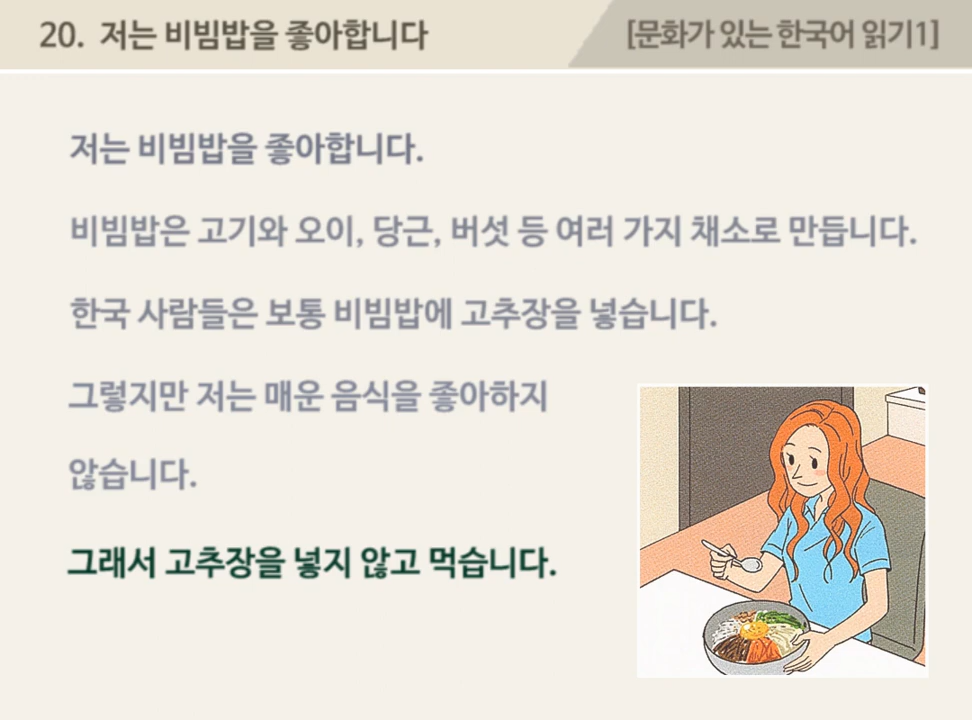 20. 저는 비빔밥을 좋아합니다
[문화가 있는 한국어 읽기1]
저는 비빔밥을 좋아합니다.
비빔밥은 고기와 오이, 당근, 버섯 등 여러 가지 채소로 만듭니다.
한국 사람들은 보통 비빔밥에 고추장을 넣습니다.
그렇지만 저는 매운 음식을 좋아하지
않습니다.
그래서 고추장을 넣지 않고 먹습니다.